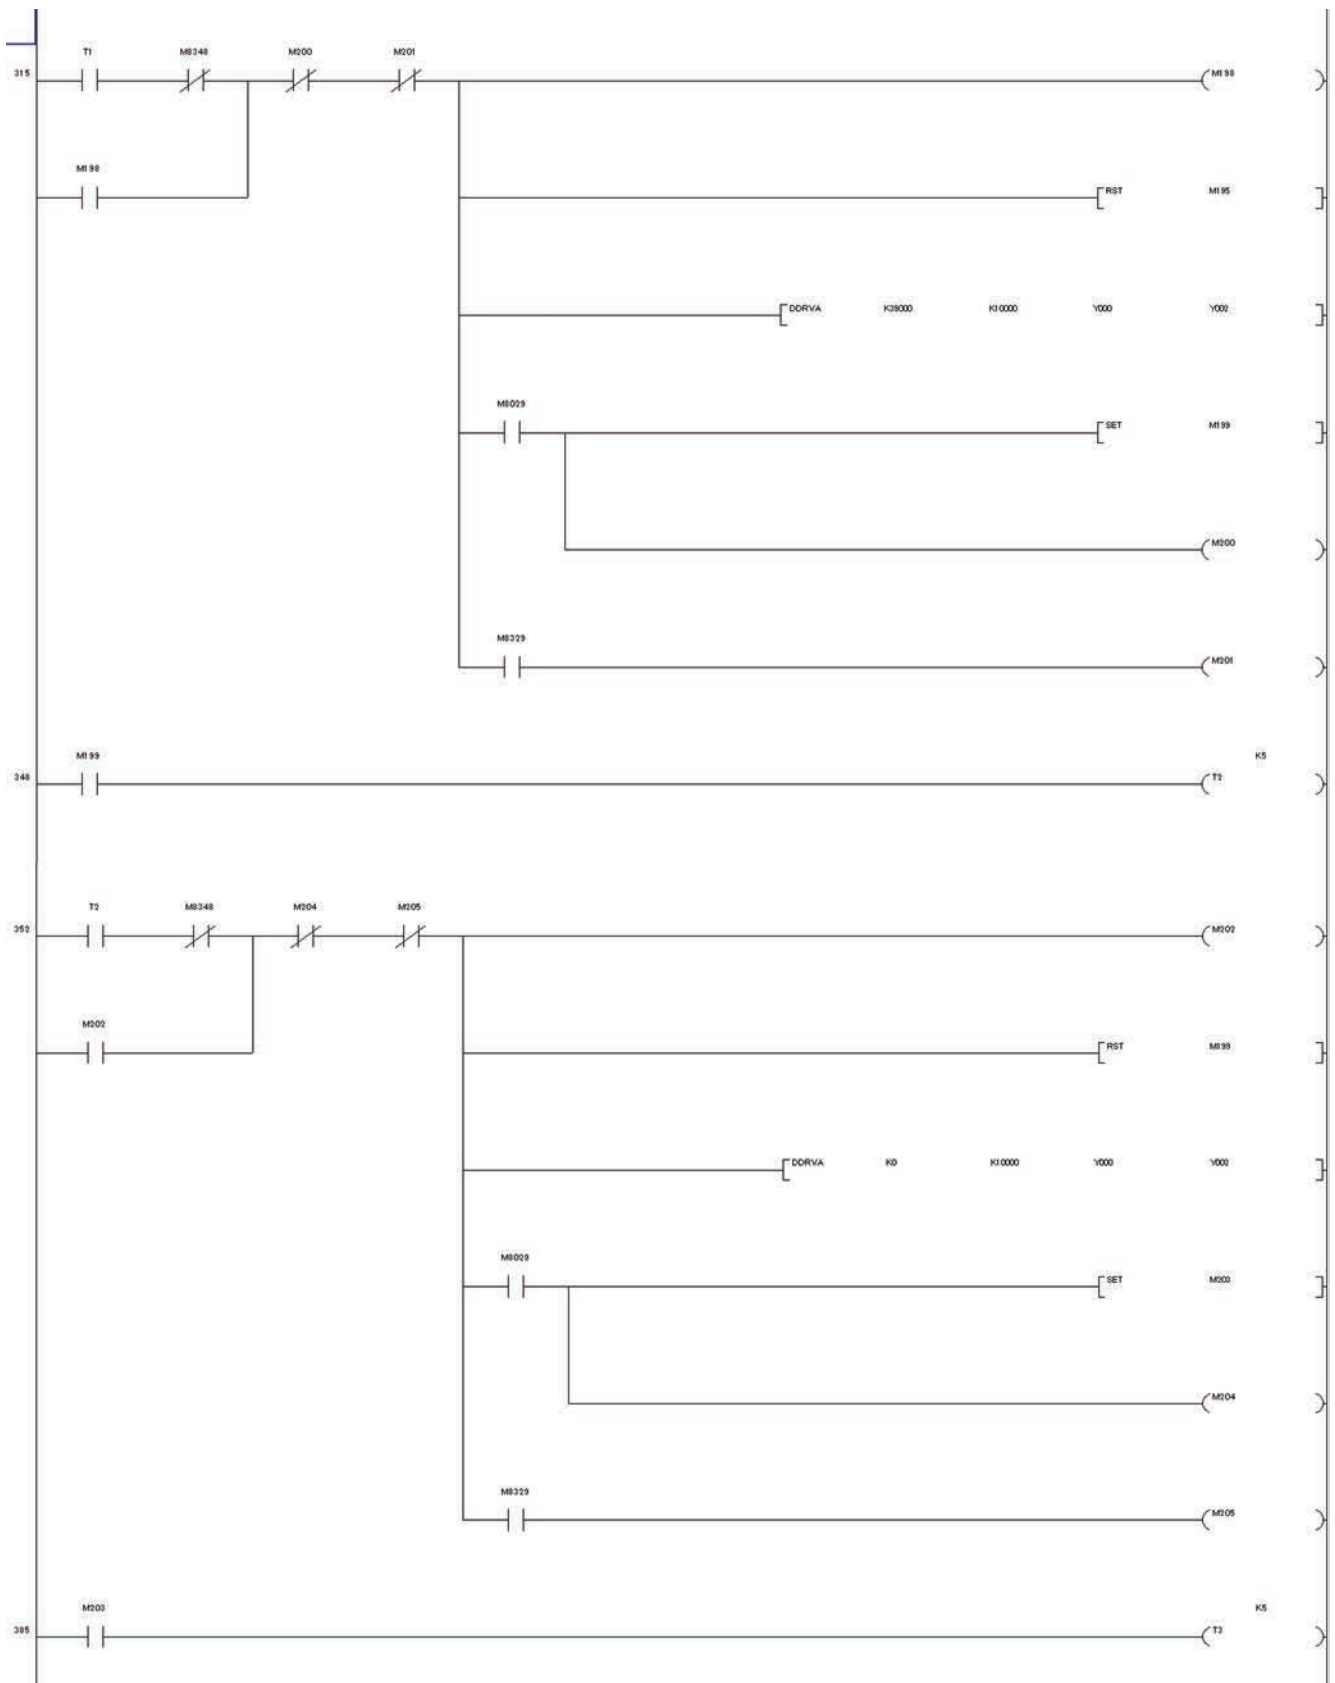 T1 M8348 M200 M201
315 M198
M198
RST M195
DDRVA K39000 K10000 Y000 Y002
M8029
SET M199
M200
M8329
M201
M199 K5
348 T2
T2 M8348 M204 M205
352 M202
M202
RST M199
DDRVA K0 K10000 Y000 Y002
M8029
SET M203
M204
M8329
M205
M203 K5
385 T3